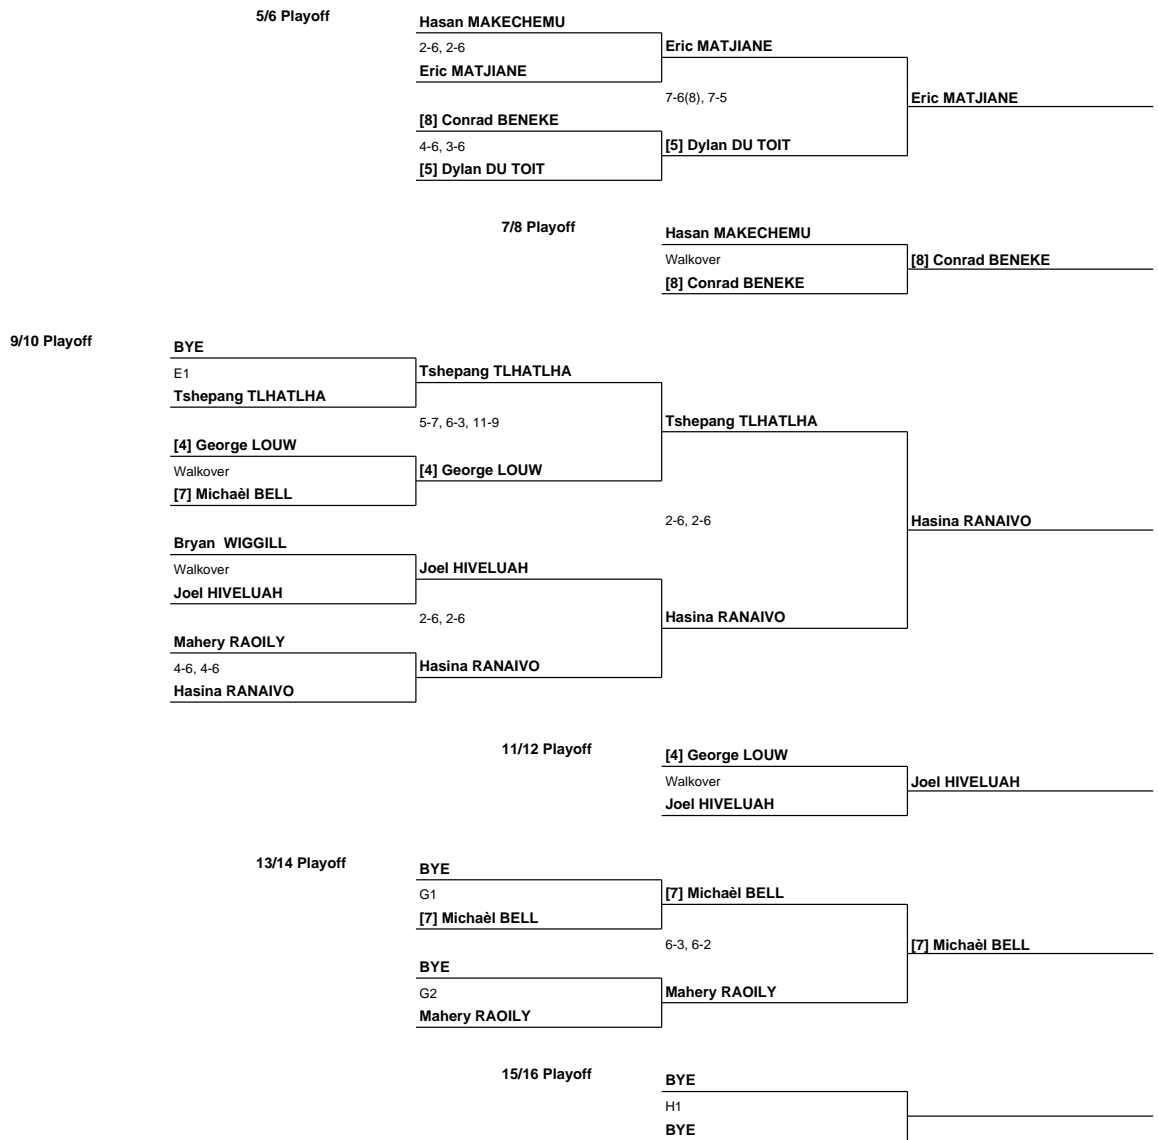 5/6 Playoff
Hasan MAKECHEMU
2-6, 2-6
Eric MATJIANE
Eric MATJIANE
7-6(8), 7-5
Eric MATJIANE
[8] Conrad BENEKE
4-6, 3-6
[5] Dylan DU TOIT
[5] Dylan DU TOIT
7/8 Playoff
Hasan MAKECHEMU
Walkover
[8] Conrad BENEKE
[8] Conrad BENEKE
9/10 Playoff
BYE
E1
Tshepang TLHATLHA
Tshepang TLHATLHA
5-7, 6-3, 11-9
Tshepang TLHATLHA
[4] George LOUW
Walkover
[4] George LOUW
[7] Michaèl BELL
2-6, 2-6
Hasina RANAIVO
Bryan  WIGGILL
Walkover
Joel HIVELUAH
Joel HIVELUAH
2-6, 2-6
Hasina RANAIVO
Mahery RAOILY
4-6, 4-6
Hasina RANAIVO
Hasina RANAIVO
11/12 Playoff
[4] George LOUW
Walkover
Joel HIVELUAH
Joel HIVELUAH
13/14 Playoff
BYE
G1
[7] Michaèl BELL
[7] Michaèl BELL
6-3, 6-2
[7] Michaèl BELL
BYE
G2
Mahery RAOILY
Mahery RAOILY
15/16 Playoff
BYE
H1
BYE